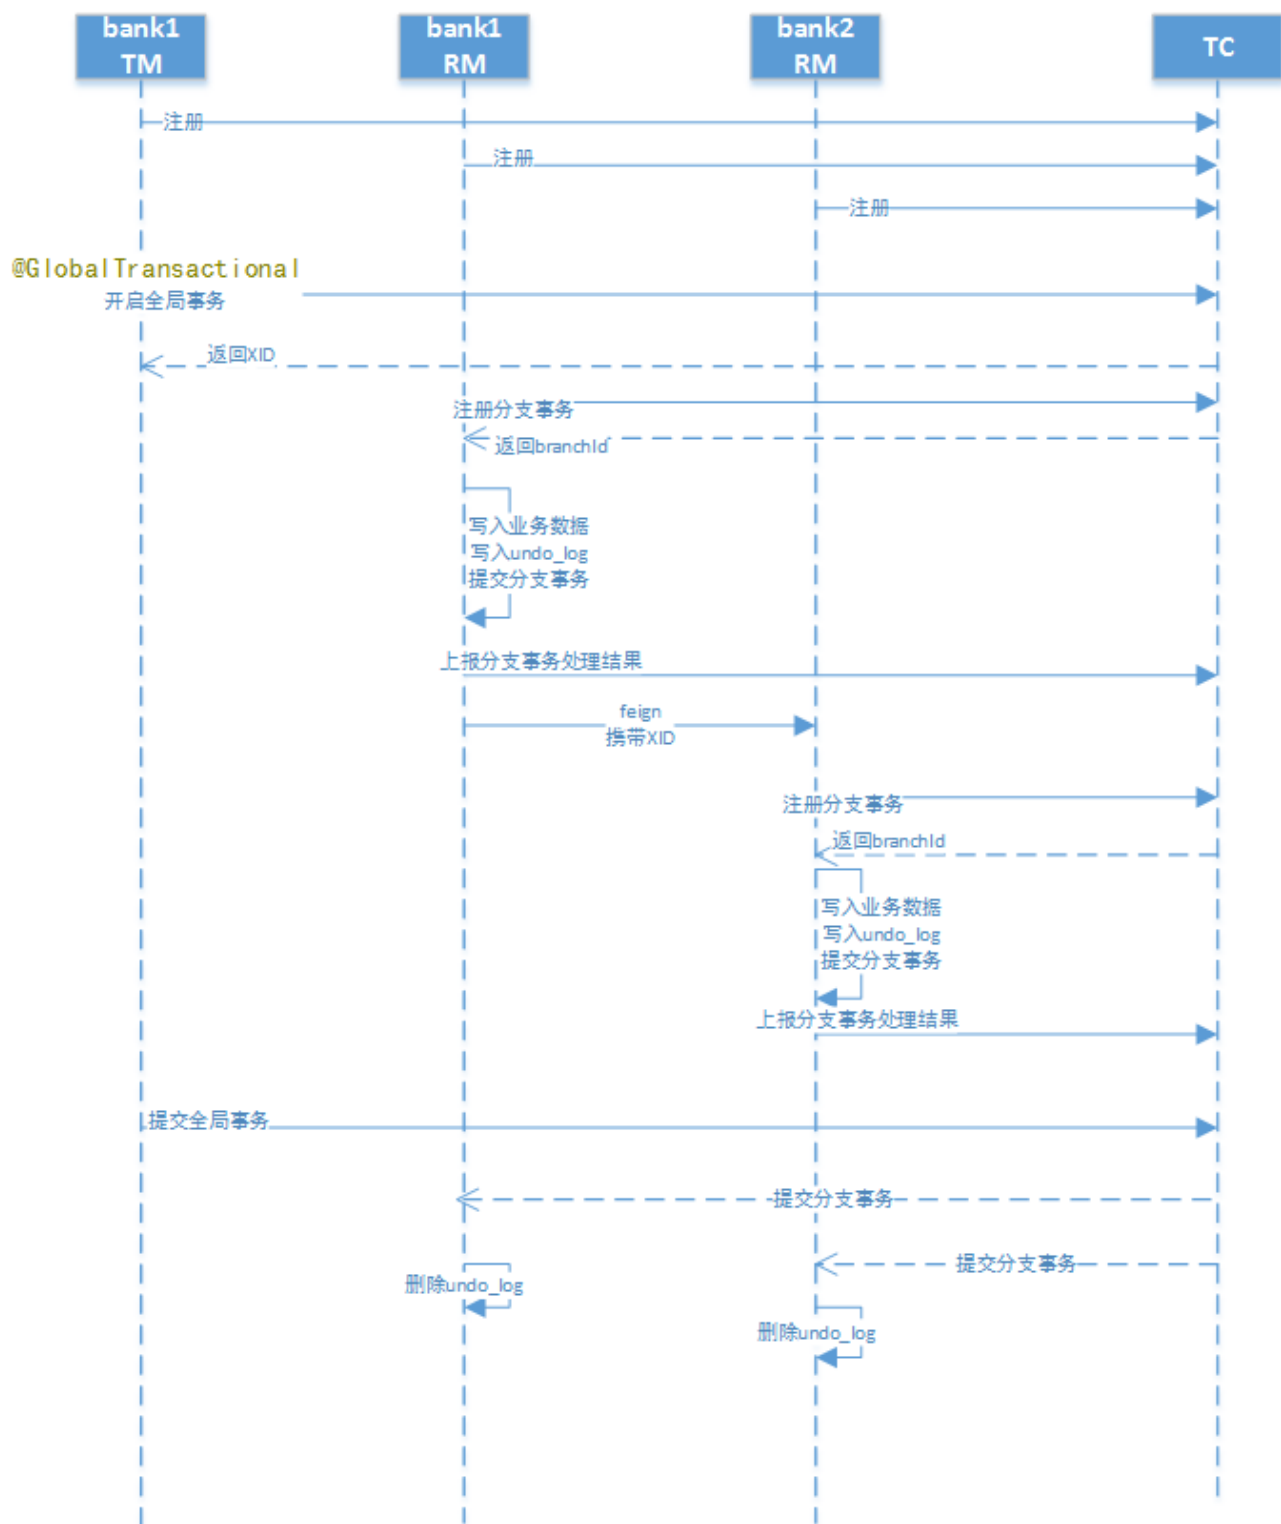 bank1
TM
bank1
RM
bank2
RM
TC
注册
注册
注册
@GlobalTransactional
开启全局事务
返回XID
注册分支事务
返回branchId
写入业务数据
写入undo_log
提交分支事务
上报分支事务处理结果
feign
携带XID
注册分支事务
返回branchId
写入业务数据
写入undo_log
提交分支事务
上报分支事务处理结果
提交全局事务
提交分支事务
提交分支事务
删除undo_log
删除undo_log